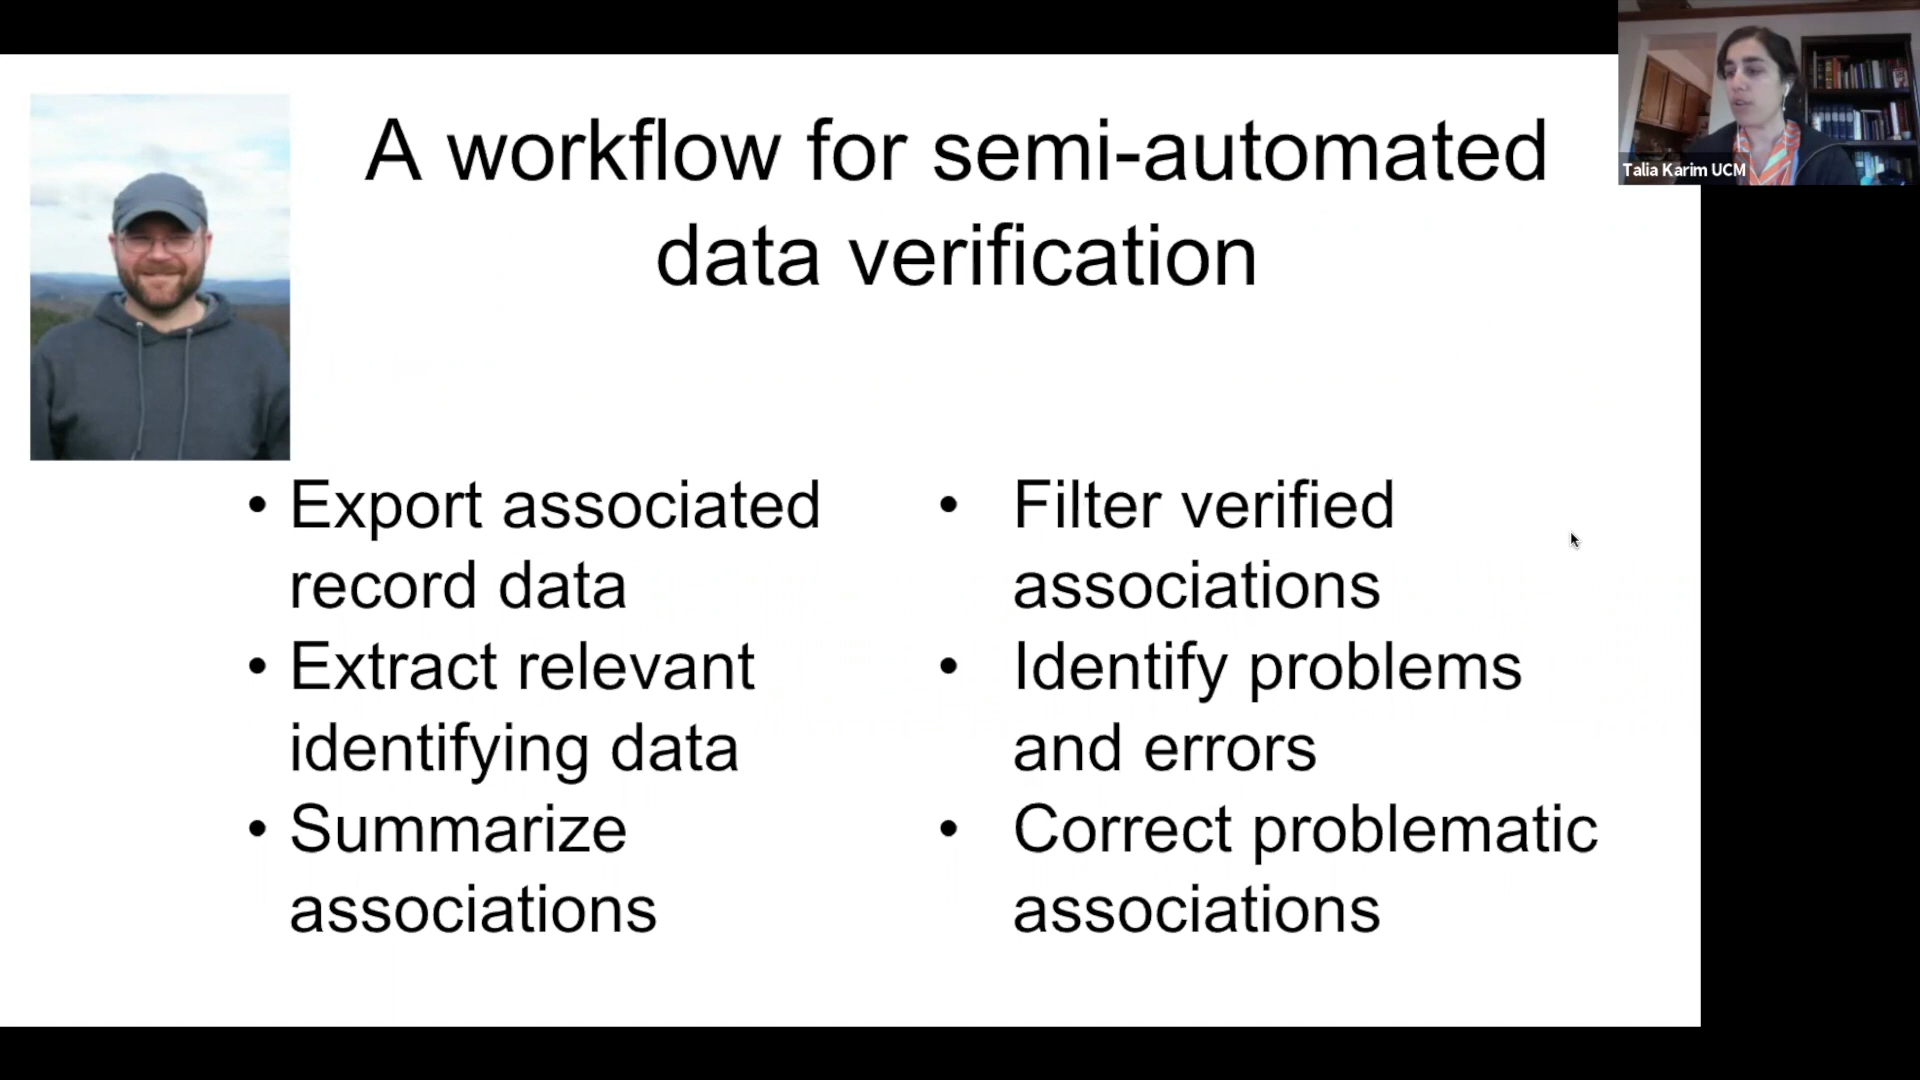 A workflow for semi-automated
data verification
Talia Karim UCM
• Export associated
record data
• Extract relevant
identifying data
• Summarize
associations
• Filter verified
associations
• Identify problems
and errors
• Correct problematic
associations